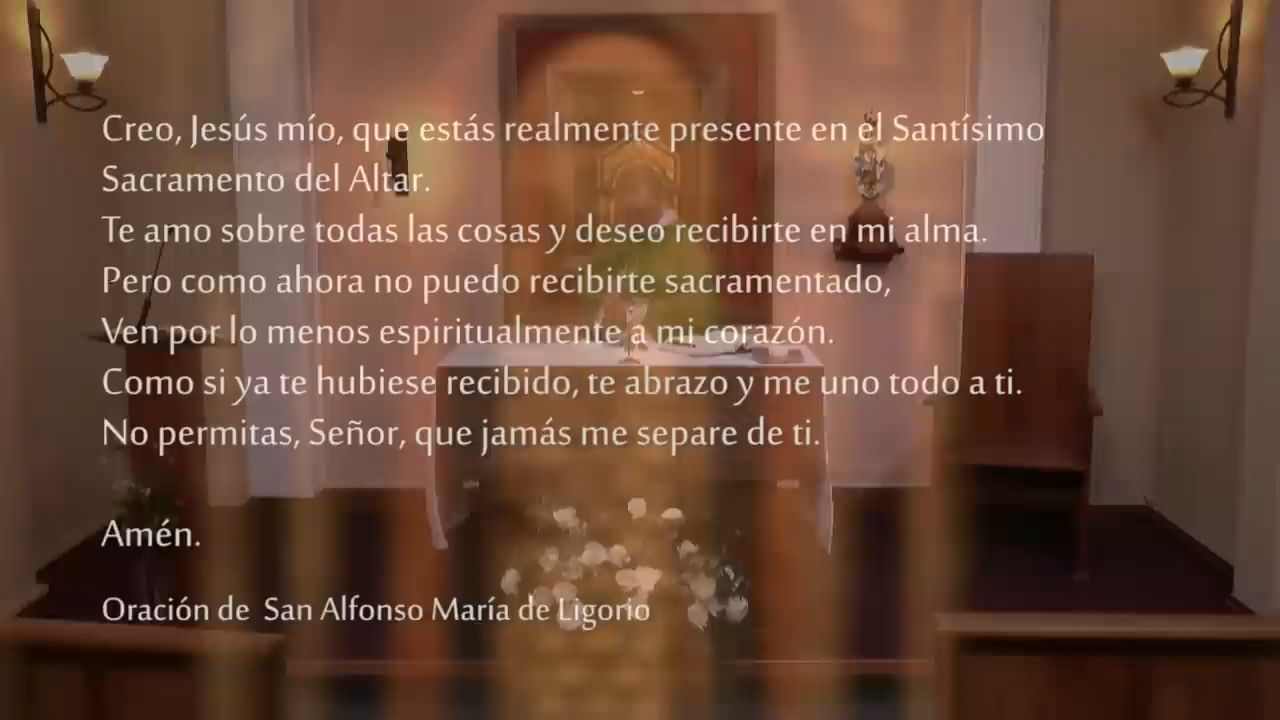 Creo, Jesús mío, que estás realmente presente en el Santísimo
Sacramento del Altar.
Te amo sobre todas las cosas y deseo recibirte en mi alma.
Pero como ahora no puedo recibirte sacramentado,
Ven por lo menos espiritualmente a mi corazón.
Como si ya te hubiese recibido, te abrazo y me uno todo a ti.
No permitas, Señor, que jamás me separe de ti.
Amén.
Oración de San Alfonso María de Ligorio